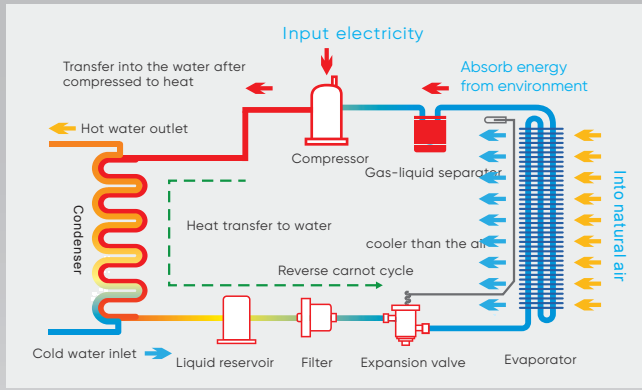 Input electricity
Transfer into the water after
compressed to heat
Absorb energy
from environment
Hot water outlet
Compressor
Gas-liquid separator
Condenser
Heat transfer to water
cooler than the air
Into natural air
Reverse carnot cycle
Cold water inlet
Liquid reservoir
Filter
Expansion valve
Evaporator